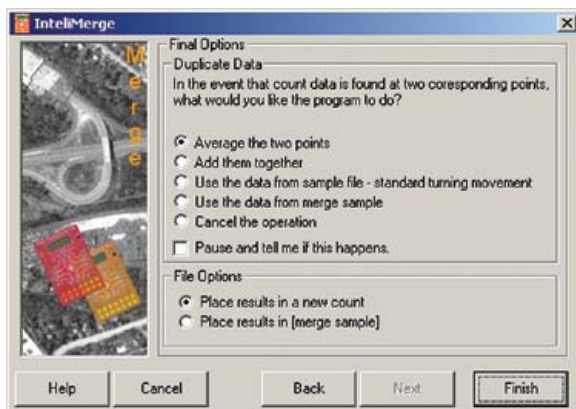 InteliMerge
Merge
Final Options
Duplicate Data
In the event that count data is found at two coresponding points,
what would you like the program to do?
Average the two points
Add them together
Use the data from sample file - standard turning movement
Use the data from merge sample
Cancel the operation
Pause and tell me if this happens.
File Options
Place results in a new count
Place results in [merge sample]
Help
Cancel
Back
Next
Finish